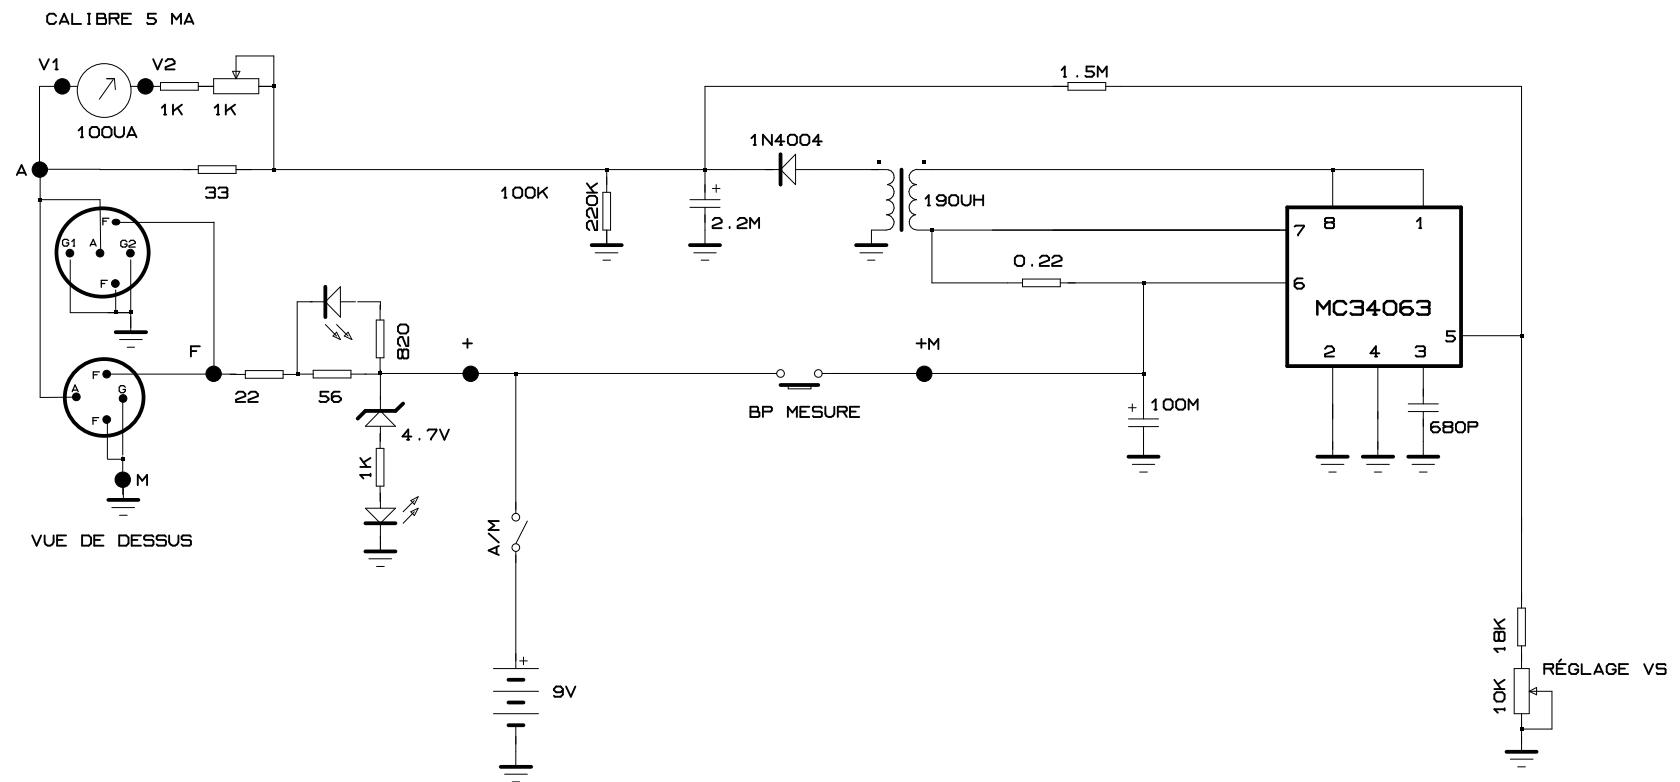 CALIBRE 5 MA
V1
V2
1K
1K
100UA
1.5M
1N4004
A
33
100K
220K
+
2.2M
190UH
8
1
7
F
G1
A
G2
F
0.22
6
MC34063
5
820
F
+
+M
2
4
3
F
A
G
F
22
56
BP MESURE
+
100M
4.7V
680P
1K
M
A/M
VUE DE DESSUS
+
9V
18K
RÉGLAGE VS
10K